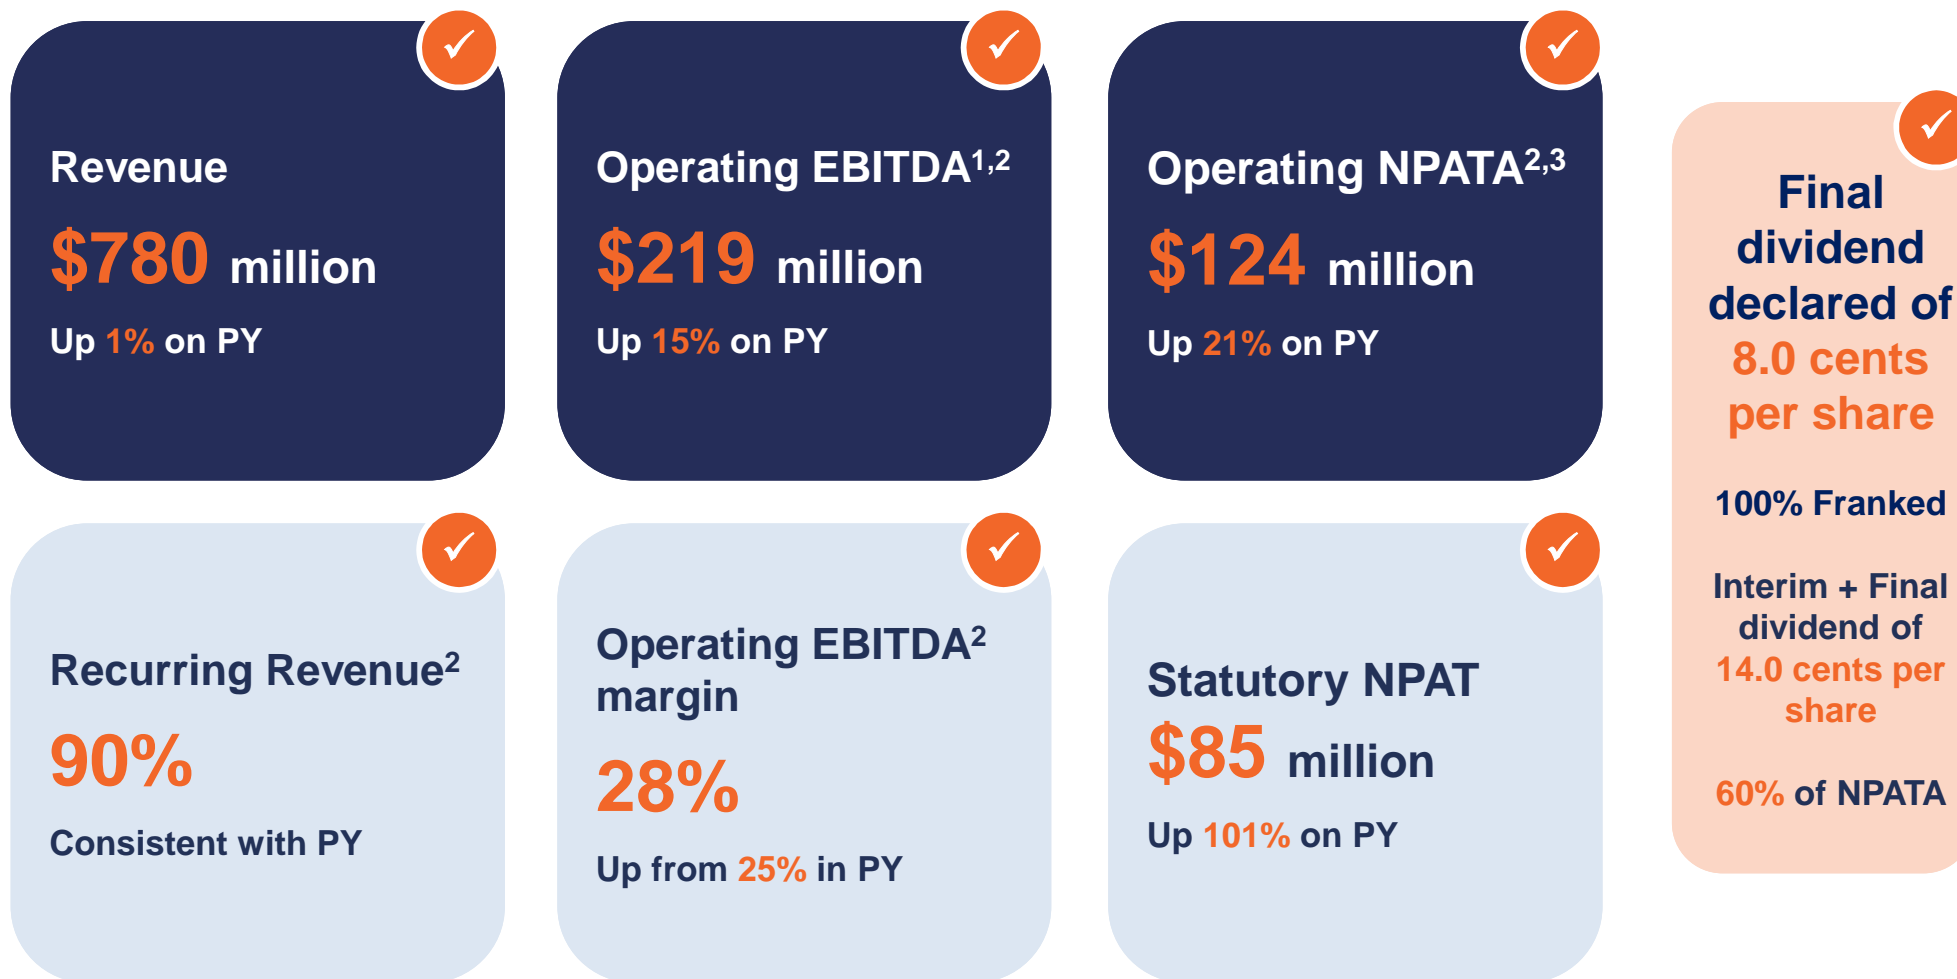 Revenue
$780 million
Up 1% on PY
Operating EBITDA1,2
$219 million
Up 15% on PY
Operating NPATA2,3
$124 million
Up 21% on PY
Recurring Revenue2
90%
Consistent with PY
Operating EBITDA2
margin
28%
Up from 25% in PY
Statutory NPAT
$85 million
Up 101% on PY
Final
dividend
declared of
8.0 cents
per share
100% Franked
Interim + Final
dividend of
14.0 cents per
share
60% of NPATA